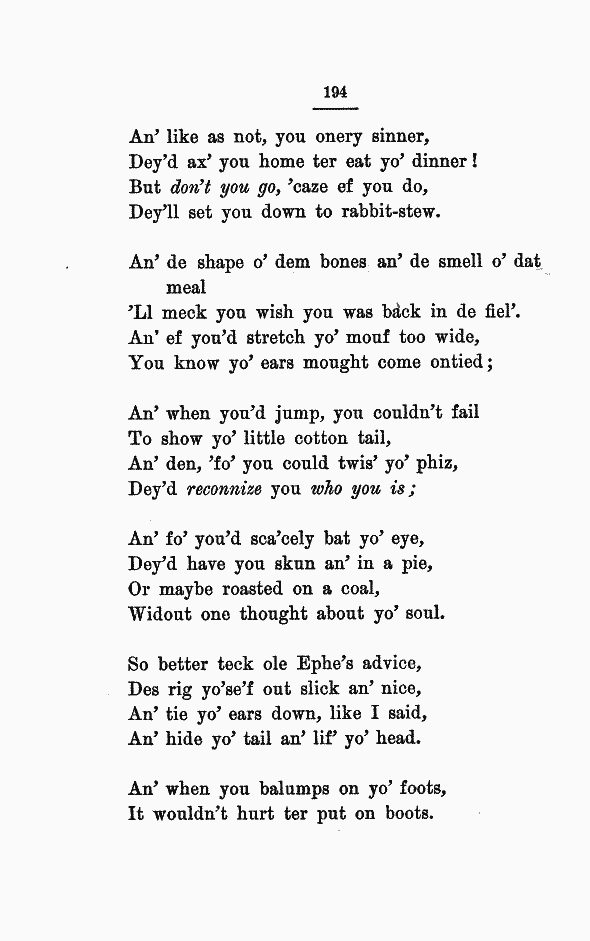 194
An' like as not, you onery sinner,
Dey'd ax' you home ter eat yo' dinner!
But don't you go, 'caze ef you do,
Dey'll set you down to rabbit-stew.
An' de shape o' dem bones an' de smell o' dat
meal
'Ll meck you wish you was back in de fiel'.
An' ef you'd stretch yo' mouf too wide,
You know yo' ears mought come ontied;
An' when you'd jump, you couldn't fail
To show yo' little cotton tail,
An' den, 'fo' you could twis' yo' phiz,
Dey'd reconnize you who you is;
An' fo' you'd sca'cely bat yo' eye,
Dey'd have you skun an' in a pie,
Or maybe roasted on a coal,
Widout one thought about yo' soul.
So better teck ole Ephe's advice,
Des rig yo'se'f out slick an' nice,
An' tie yo' ears down, like I said,
An' hide yo' tail an' lif' yo' head.
An' when you balumps on yo' foots,
It wouldn't hurt ter put on boots.